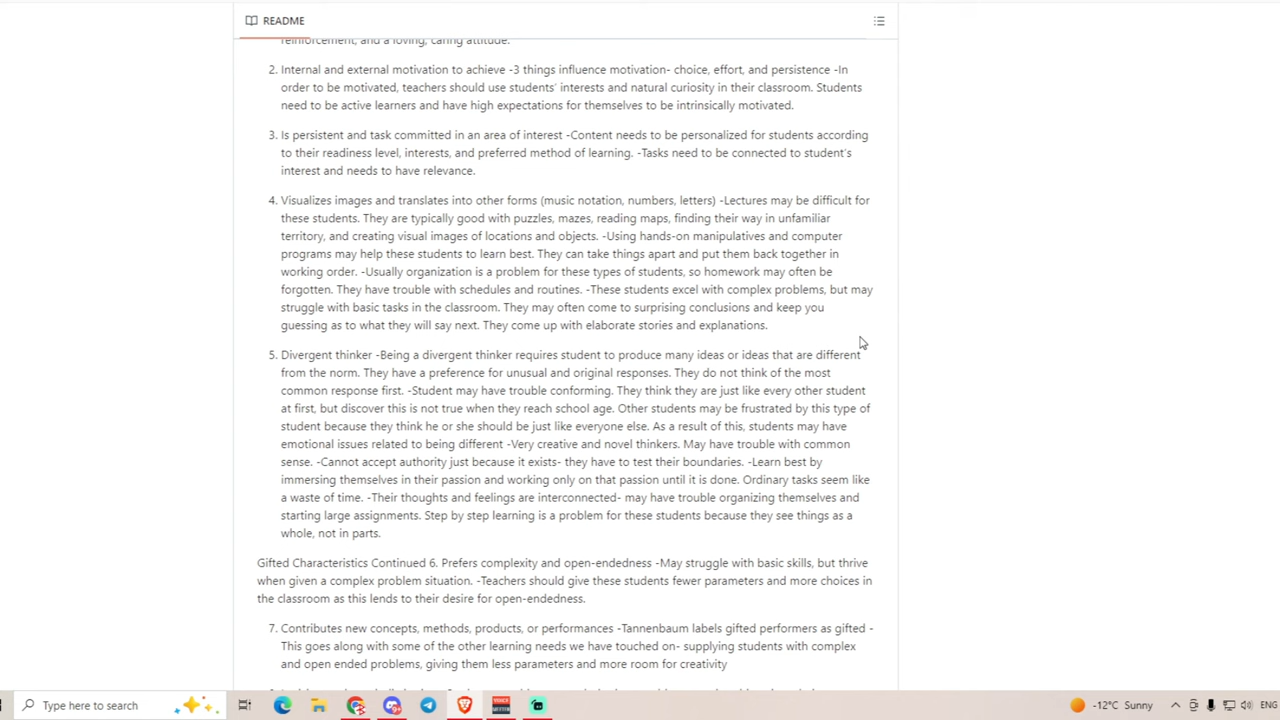 README
reinforcement, and a loving, caring attitude.
2. Internal and external motivation to achieve -3 things influence motivation- choice, effort, and persistence -In
order to be motivated, teachers should use students' interests and natural curiosity in their classroom. Students
need to be active learners and have high expectations for themselves to be intrinsically motivated.
3. Is persistent and task committed in an area of interest -Content needs to be personalized for students according
to their readiness level, interests, and preferred method of learning. -Tasks need to be connected to student's
interest and needs to have relevance.
4. Visualizes images and translates into other forms (music notation, numbers, letters) -Lectures may be difficult for
these students. They are typically good with puzzles, mazes, reading maps, finding their way in unfamiliar
territory, and creating visual images of locations and objects. -Using hands-on manipulatives and computer
programs may help these students to learn best. They can take things apart and put them back together in
working order. -Usually organization is a problem for these types of students, so homework may often be
forgotten. They have trouble with schedules and routines. -These students excel with complex problems, but may
struggle with basic tasks in the classroom. They may often come to surprising conclusions and keep you
guessing as to what they will say next. They come up with elaborate stories and explanations.
5. Divergent thinker -Being a divergent thinker requires student to produce many ideas or ideas that are different
from the norm. They have a preference for unusual and original responses. They do not think of the most
common response first. -Student may have trouble conforming. They think they are just like every other student
at first, but discover this is not true when they reach school age. Other students may be frustrated by this type of
student because they think he or she should be just like everyone else. As a result of this, students may have
emotional issues related to being different -Very creative and novel thinkers. May have trouble with common
sense. -Cannot accept authority just because it exists- they have to test their boundaries. -Learn best by
immersing themselves in their passion and working only on that passion until it is done. Ordinary tasks seem like
a waste of time. -Their thoughts and feelings are interconnected- may have trouble organizing themselves and
starting large assignments. Step by step learning is a problem for these students because they see things as a
whole, not in parts.
Gifted Characteristics Continued 6. Prefers complexity and open-endedness -May struggle with basic skills, but thrive
when given a complex problem situation. -Teachers should give these students fewer parameters and more choices in
the classroom as this lends to their desire for open-endedness.
7. Contributes new concepts, methods, products, or performances -Tannenbaum labels gifted performers as gifted -
This goes along with some of the other learning needs we have touched on- supplying students with complex
and open ended problems, giving them less parameters and more room for creativity
Type here to search
-12°C Sunny
ENG